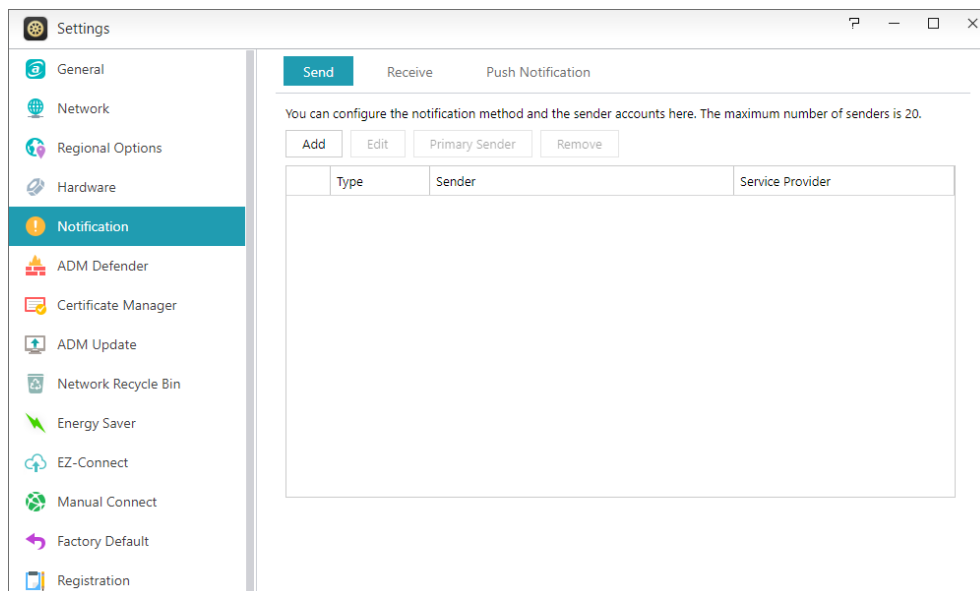 Settings
General
Network
Regional Options
Hardware
Notification
ADM Defender
Certificate Manager
ADM Update
Network Recycle Bin
Energy Saver
EZ-Connect
Manual Connect
Factory Default
Registration
Send Receive Push Notification
You can configure the notification method and the sender accounts here. The maximum number of senders is 20.
Add Edit Primary Sender Remove
Type Sender Service Provider